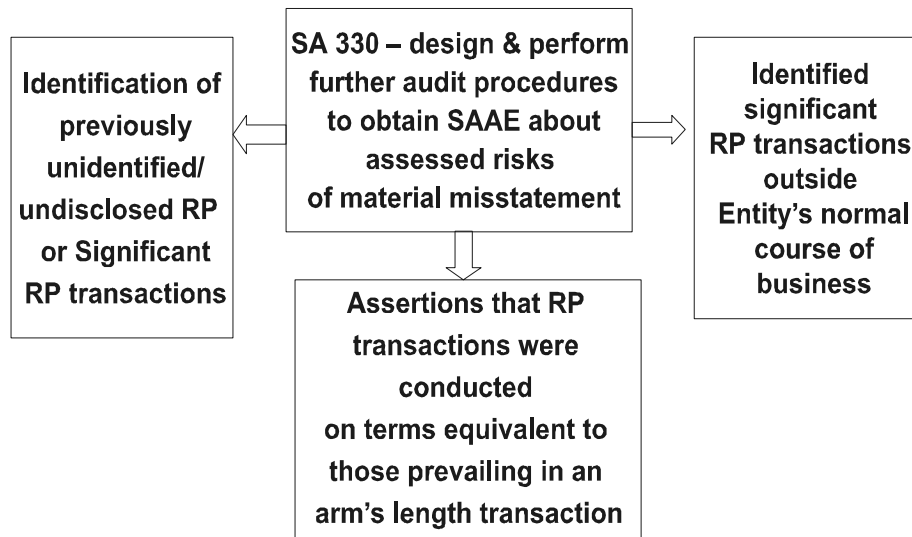 SA 330 – design & perform
further audit procedures
to obtain SAAE about
assessed risks
of material misstatement
Identification of
previously
unidentified/
undisclosed RP
or Significant
RP transactions
Identified
significant
RP transactions
outside
Entity's normal
course of
business
Assertions that RP
transactions were
conducted
on terms equivalent to
those prevailing in an
arm's length transaction